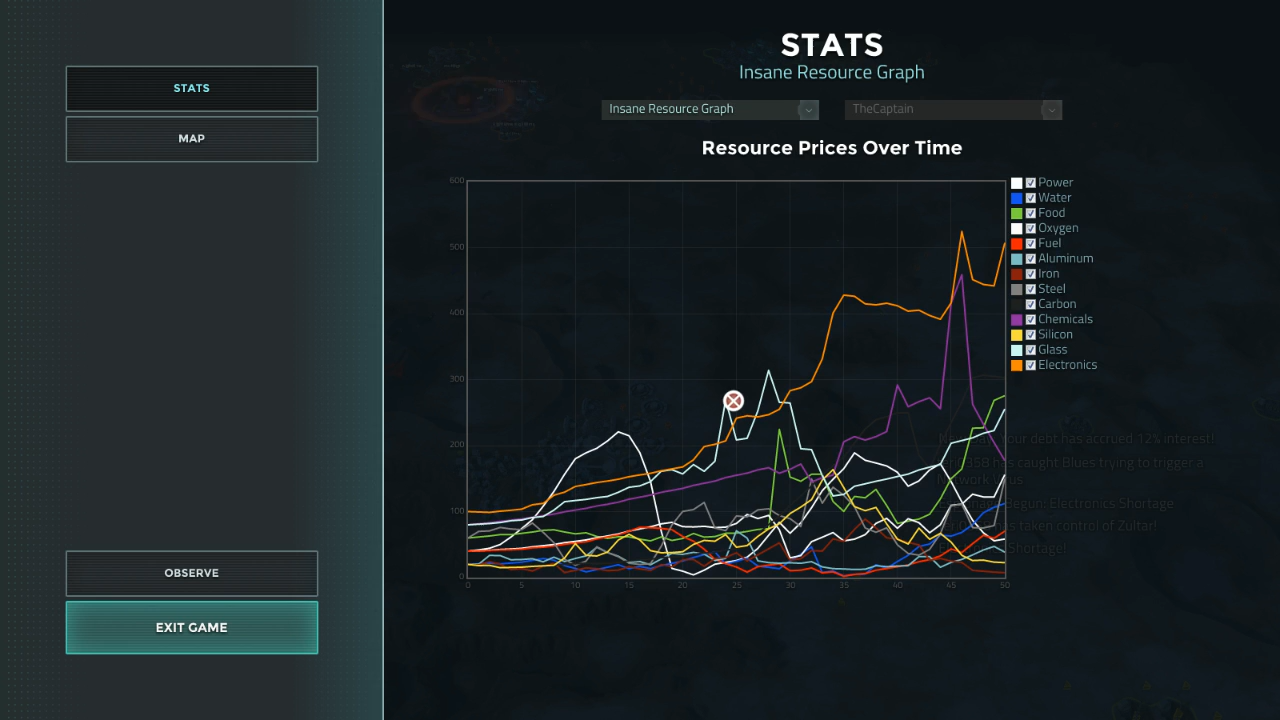 STATS
MAP
OBSERVE
EXIT GAME
STATS
Insane Resource Graph
Insane Resource Graph
TheCaptain
Resource Prices Over Time
600
500
400
300
200
100
0
0 5 10 15 20 25 30 35 40 45 50
Power
Water
Food
Oxygen
Fuel
Aluminum
Iron
Steel
Carbon
Chemicals
Silicon
Glass
Electronics
your debt has accrued 12% interest!
has caught Blues trying to trigger a
Begun: Electronics Shortage
has taken control of Zultar!
Shortage!